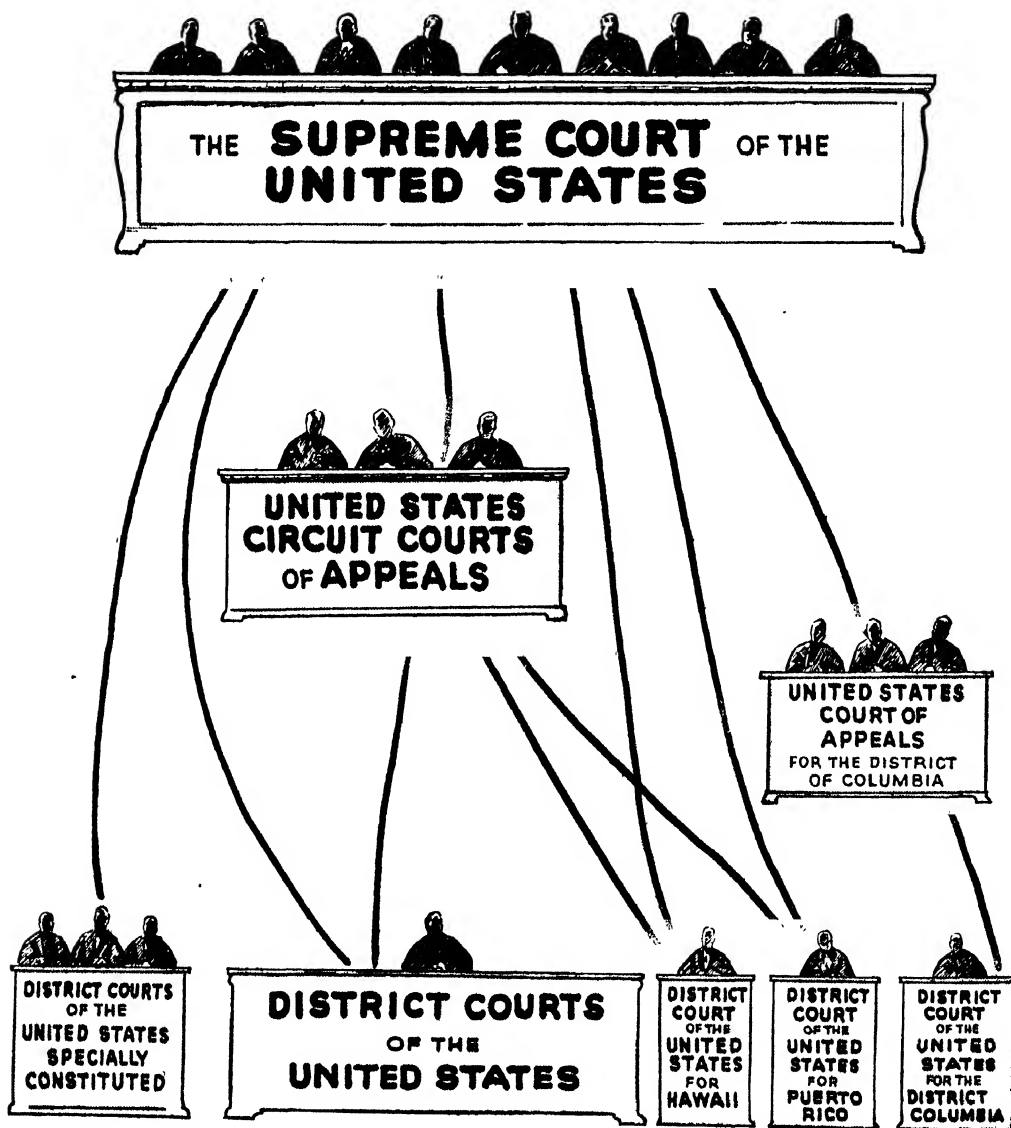 THE SUPREME COURT OF THE
UNITED STATES
UNITED STATES
CIRCUIT COURTS
OF APPEALS
UNITED STATES
COURT OF
APPEALS
FOR THE DISTRICT
OF COLUMBIA
DISTRICT COURTS
OF THE
UNITED STATES
SPECIALLY
CONSTITUTED
DISTRICT COURTS
OF THE
UNITED STATES
DISTRICT
COURT
OF THE
UNITED
STATES
FOR
HAWAII
DISTRICT
COURT
OF THE
UNITED
STATES
FOR
PUERTO
RICO
DISTRICT
COURT
OF THE
UNITED
STATES
FOR THE
DISTRICT
COLUMBIA